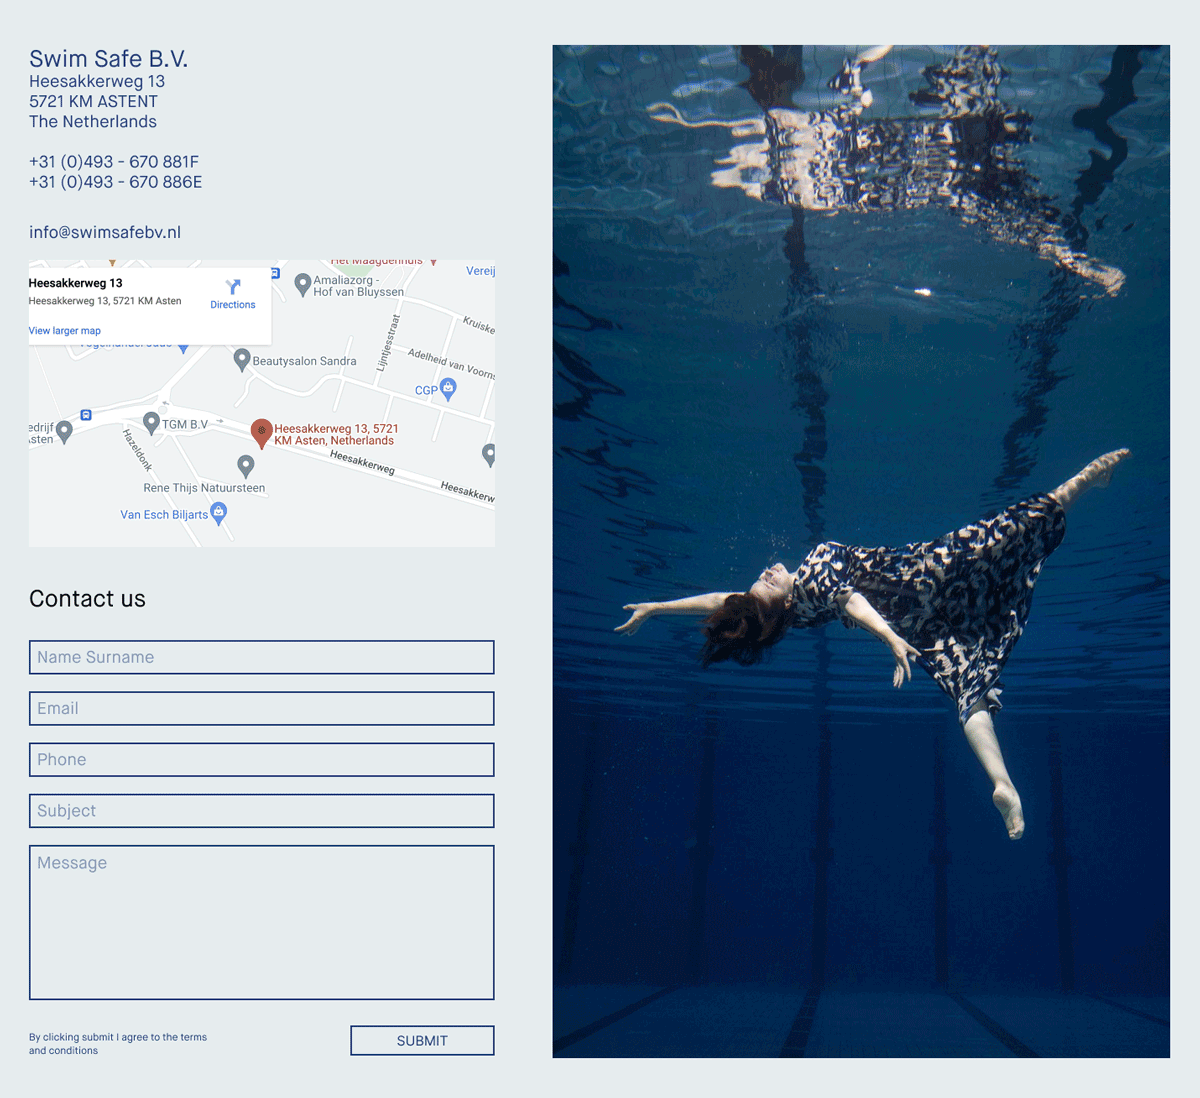 Swim Safe B.V.
Heesakkerweg 13
5721 KM ASTENT
The Netherlands
+31 (0)493 - 670 881F
+31 (0)493 - 670 886E
info@swimsafebv.nl
Het Maagdenhuis
Heesakkerweg 13
Heesakkerweg 13, 5721 KM Asten
Directions
View larger map
Amaliazorg -
Hof van Bluyssen
Vereij
Kruiske
Lijntjesstraat
Adelheid van Voorns
Beautysalon Sandra
CGP
edrijf
Asten
TGM B.V
Hazeldonk
Heesakkerweg 13, 5721
KM Asten, Netherlands
Heesakkerweg
Heesakkerw
Rene Thijs Natuursteen
Van Esch Biljarts
Contact us
Name Surname
Email
Phone
Subject
Message
By clicking submit I agree to the terms
and conditions
SUBMIT